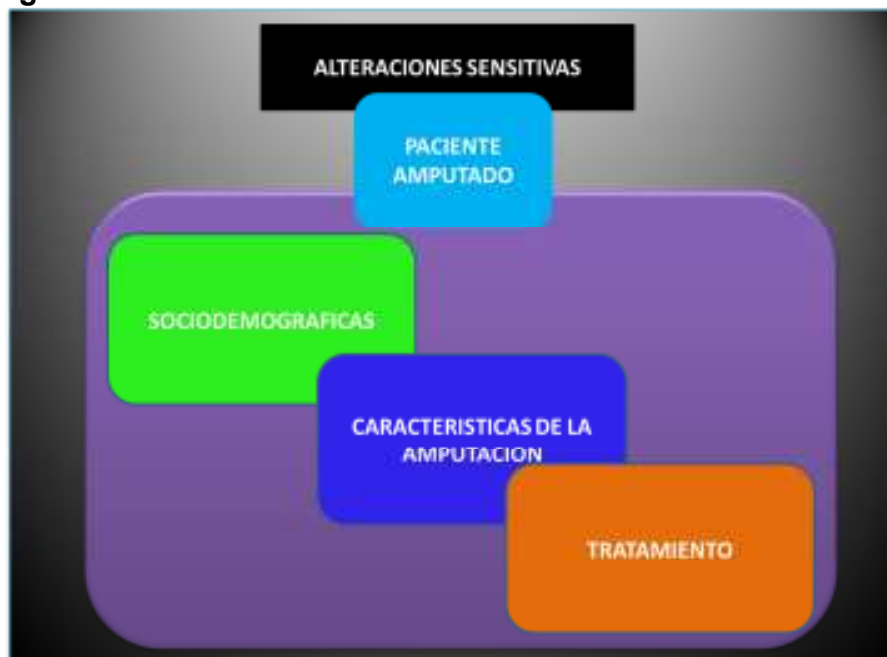 ALTERACIONES SENSITIVAS
PACIENTE
AMPUTADO
SOCIODEMOGRAFICAS
CARACTERISTICAS DE LA
AMPUTACION
TRATAMIENTO